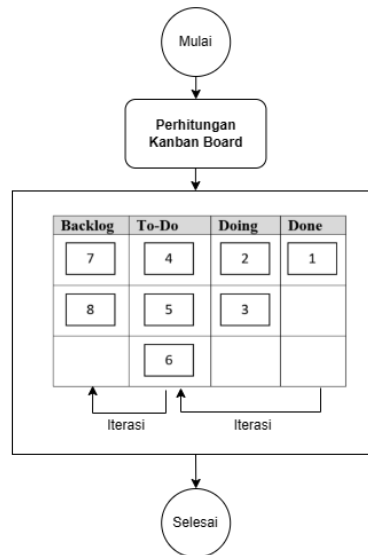 Mulai
Perhitungan
Kanban Board
Backlog To-Do Doing Done
7 4 2 1
8 5 3
6
Iterasi Iterasi
Selesai